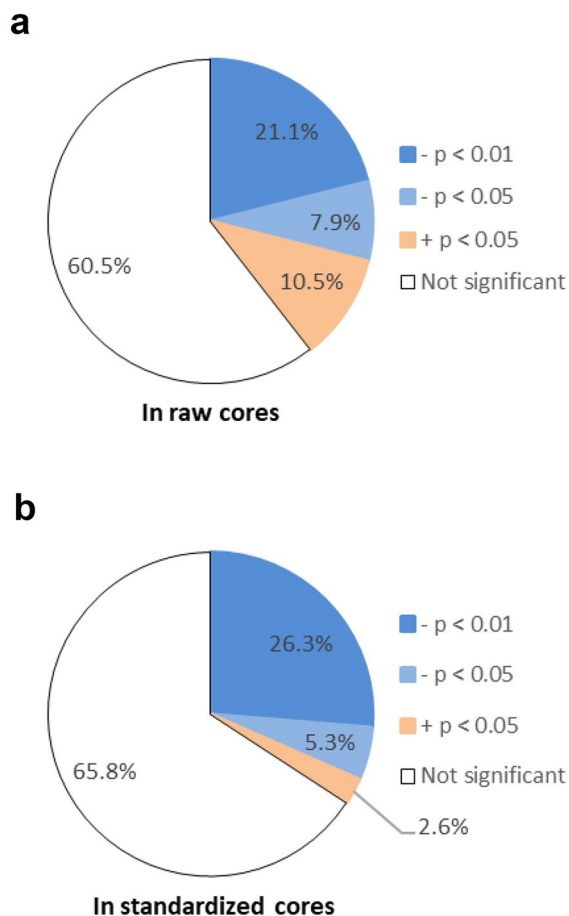 a
21.1%
7.9%
10.5%
60.5%
- p < 0.01
- p < 0.05
+ p < 0.05
Not significant
In raw cores
b
26.3%
5.3%
2.6%
65.8%
- p < 0.01
- p < 0.05
+ p < 0.05
Not significant
In standardized cores